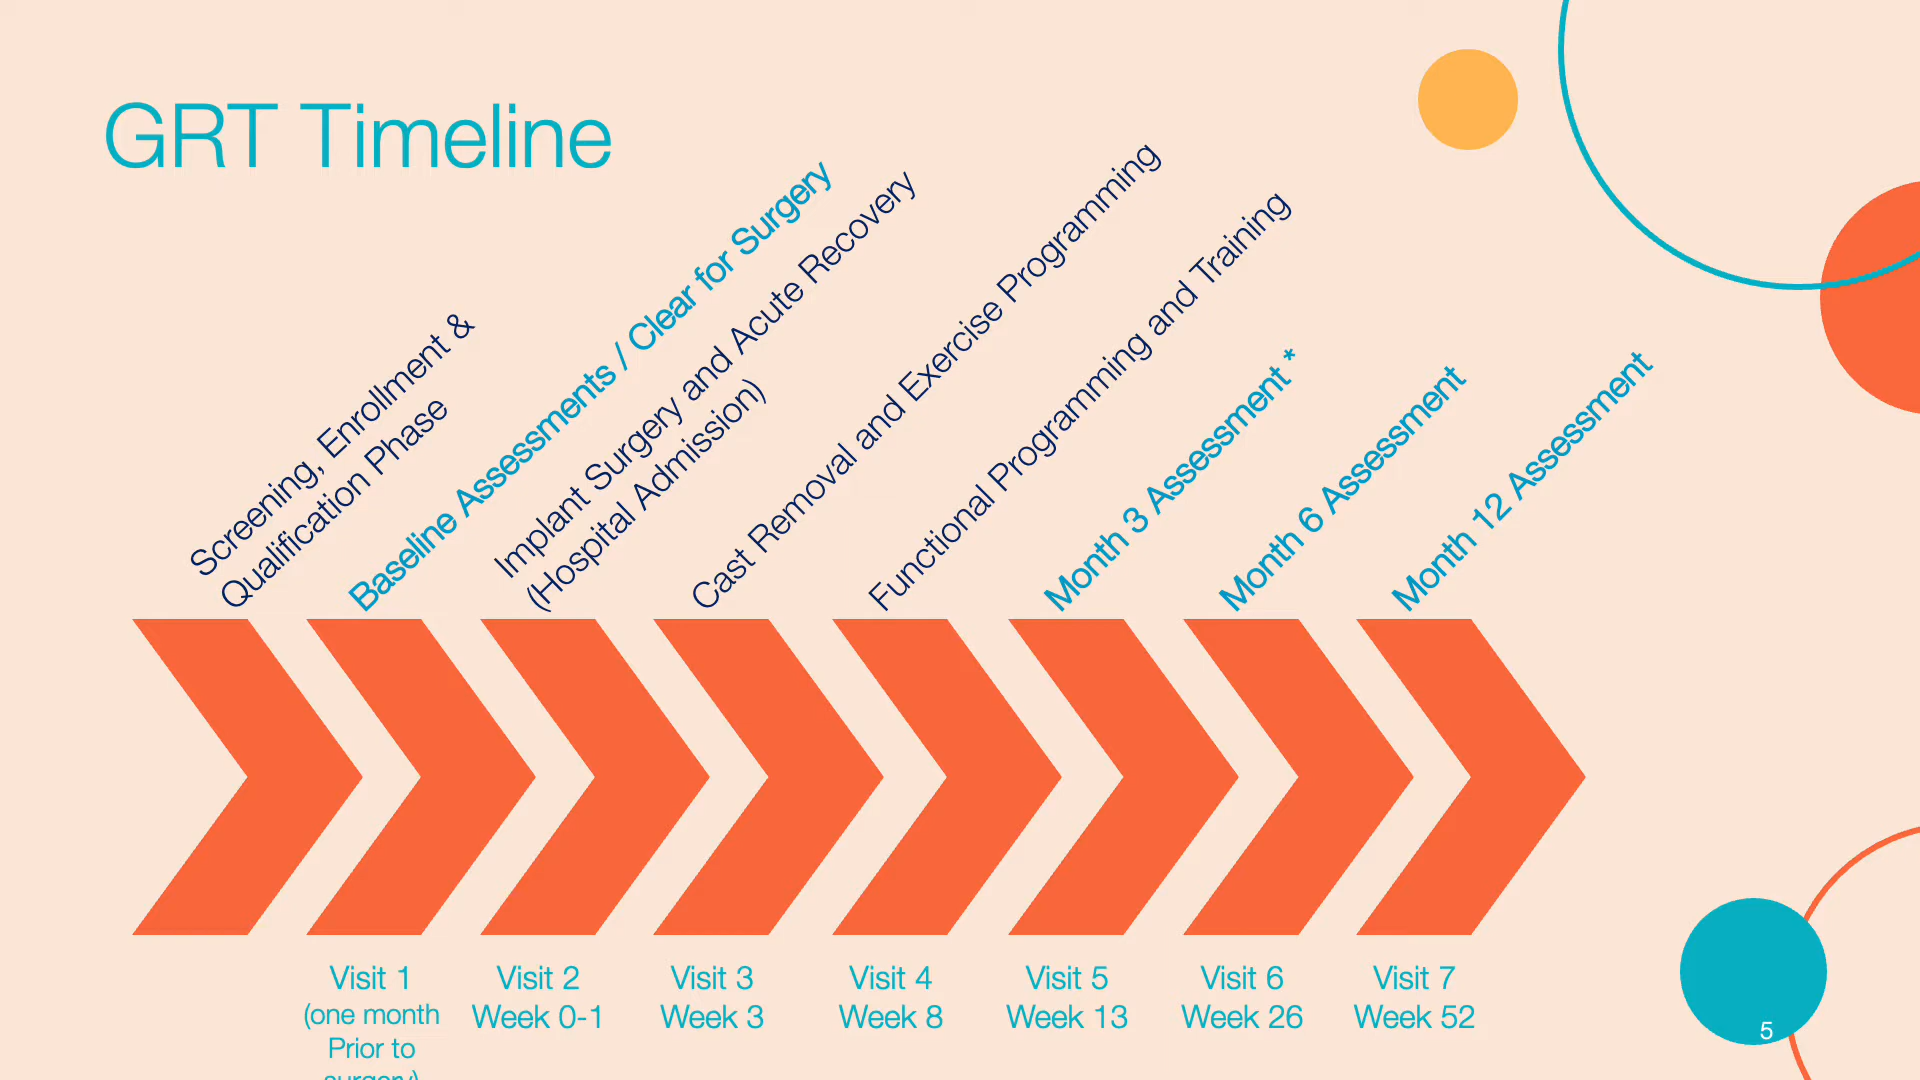 GRT Timeline
Screening, Enrollment &
Qualification Phase
Baseline Assessments / Clear for Surgery
Implant Surgery and Acute Recovery
(Hospital Admission)
Cast Removal and Exercise Programming
Functional Programming and Training
Month 3 Assessment *
Month 6 Assessment
Month 12 Assessment
Visit 1
(one month
Prior to
surgery)
Visit 2
Week 0-1
Visit 3
Week 3
Visit 4
Week 8
Visit 5
Week 13
Visit 6
Week 26
Visit 7
Week 52
5